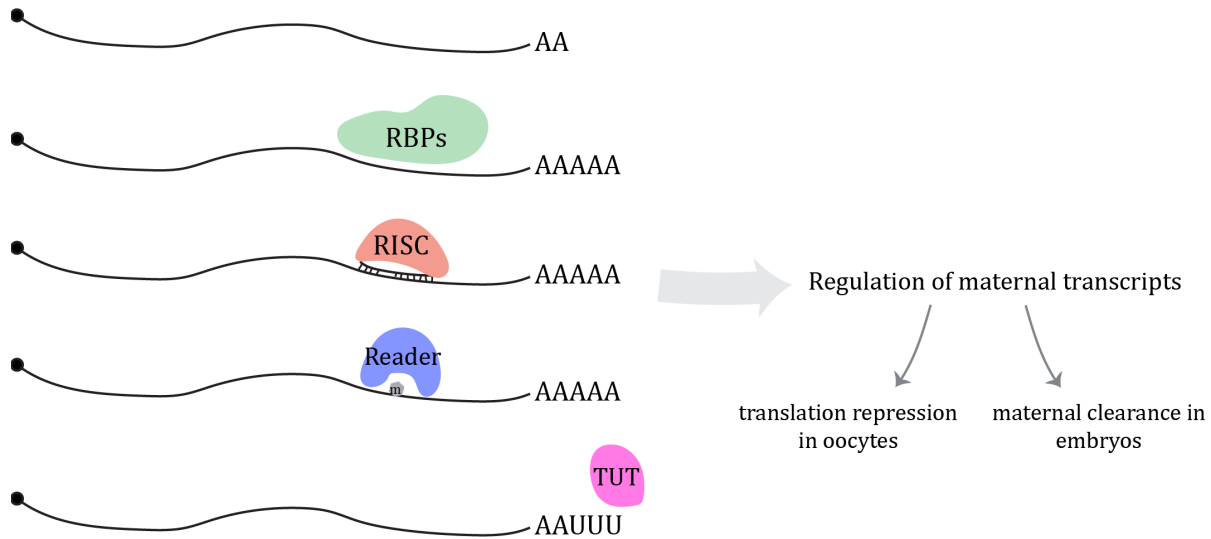 AA
RBPs
AAAAA
RISC
AAAAA
Reader
m
AAAAA
TUT
AAUUU
Regulation of maternal transcripts
translation repression
in oocytes
maternal clearance in
embryos